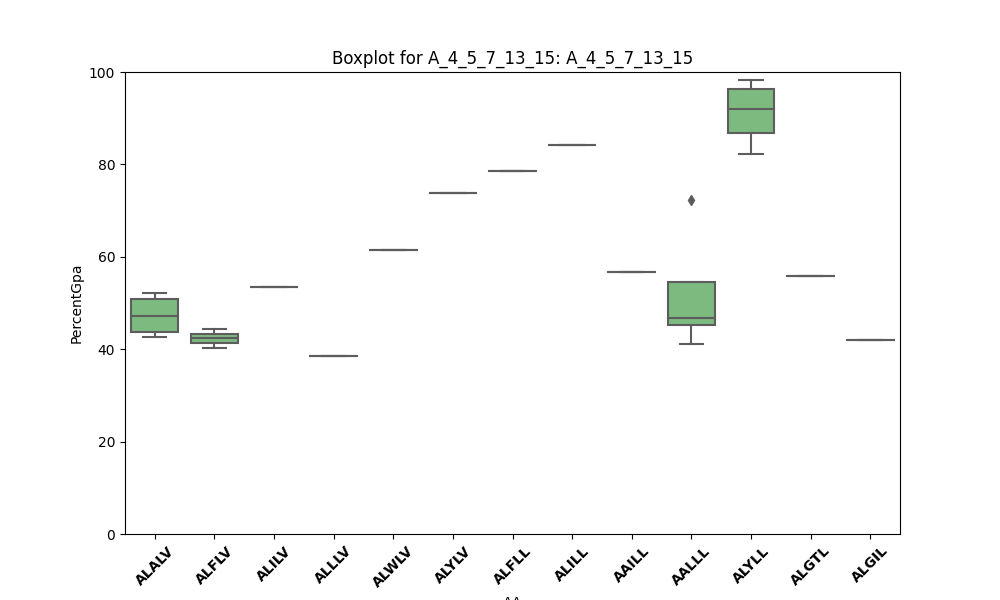 Boxplot for A_4_5_7_13_15: A_4_5_7_13_15
100
80
60
40
20
0
PercentGpa
ALALV
ALFLV
ALILV
ALLLV
ALWLV
ALYLV
ALFLL
ALILL
AAILL
AALLL
ALYLL
ALGTL
ALGIL